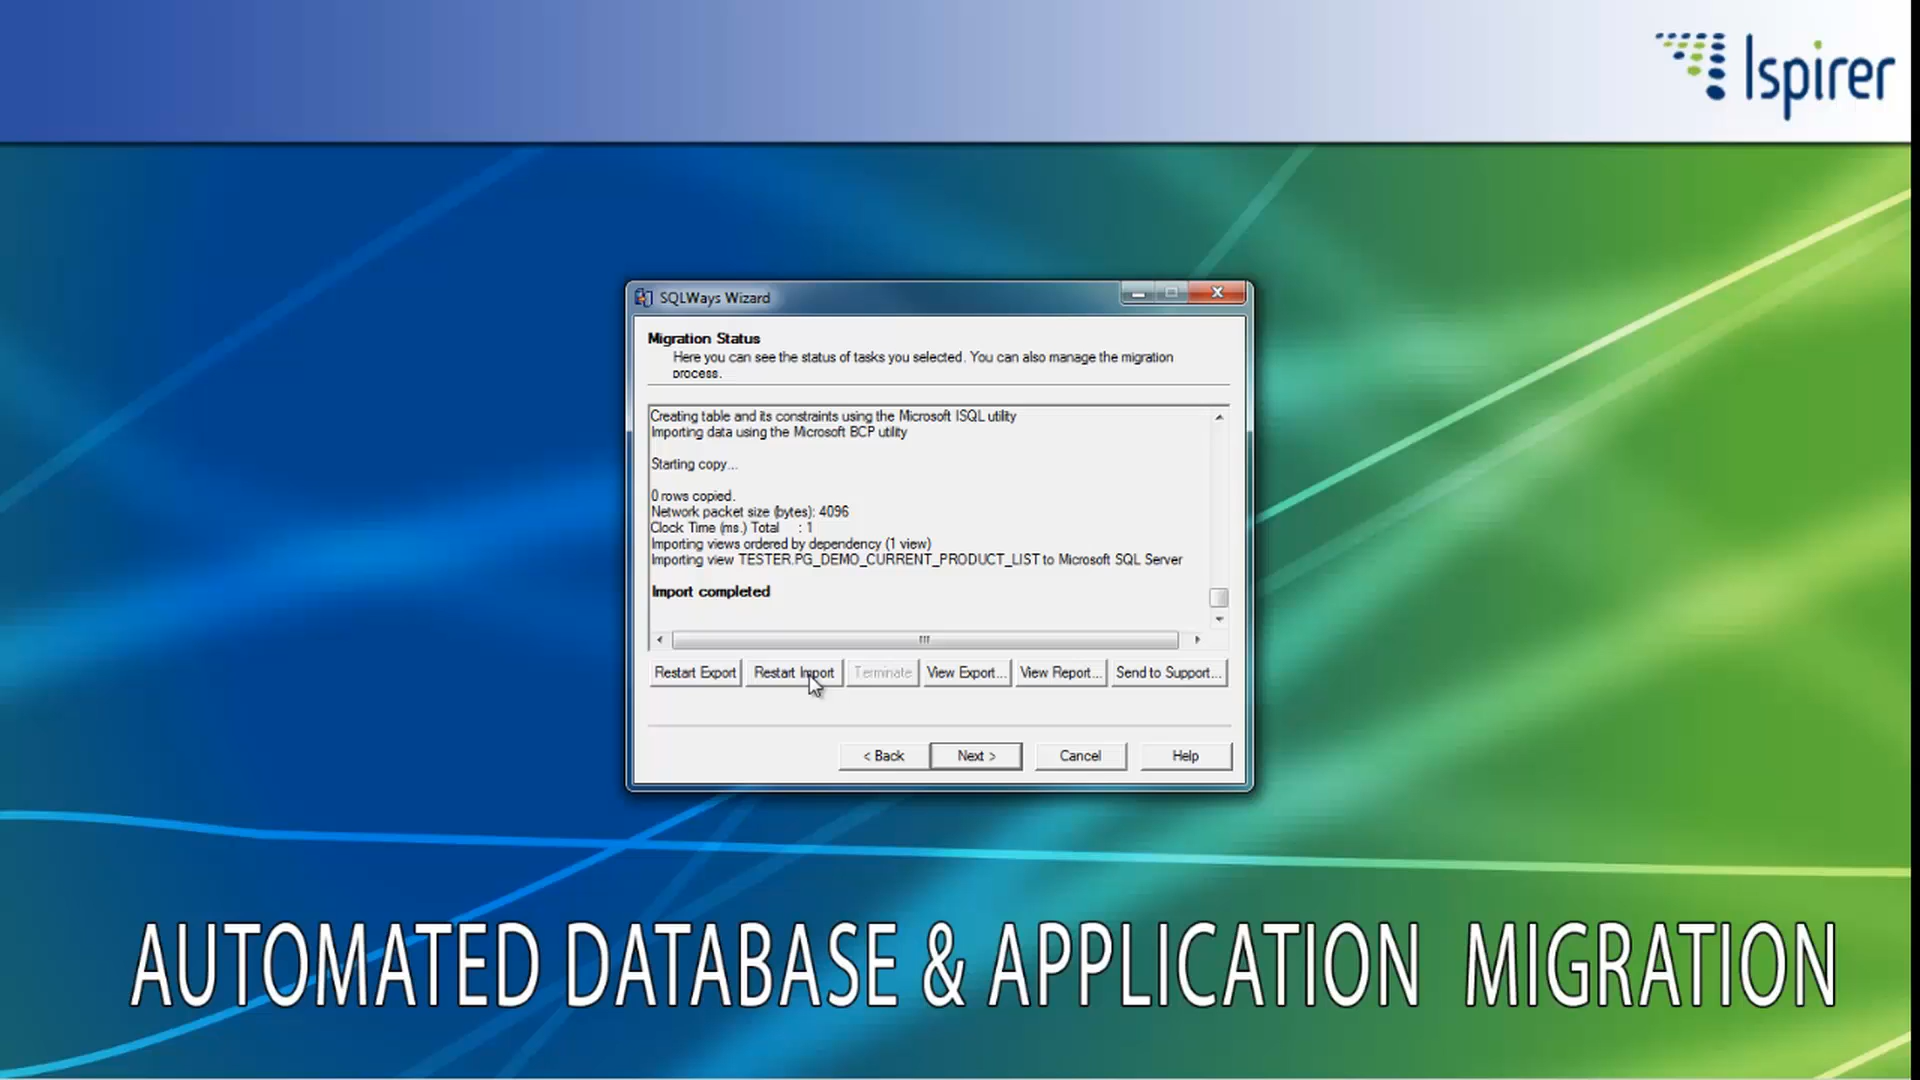 Ispirer
SQLWays Wizard
Migration Status
Here you can see the status of tasks you selected. You can also manage the migration
process.
Creating table and its constraints using the Microsoft ISQL utility
Importing data using the Microsoft BCP utility
Starting copy...
0 rows copied.
Network packet size (bytes): 4096
Clock Time (ms.) Total : 1
Importing views ordered by dependency (1 view)
Importing view TESTER.PG_DEMO_CURRENT_PRODUCT_LIST to Microsoft SQL Server
Import completed
Restart Export Restart Import Terminate View Export... View Report... Send to Support...
< Back Next > Cancel Help
AUTOMATED DATABASE & APPLICATION MIGRATION